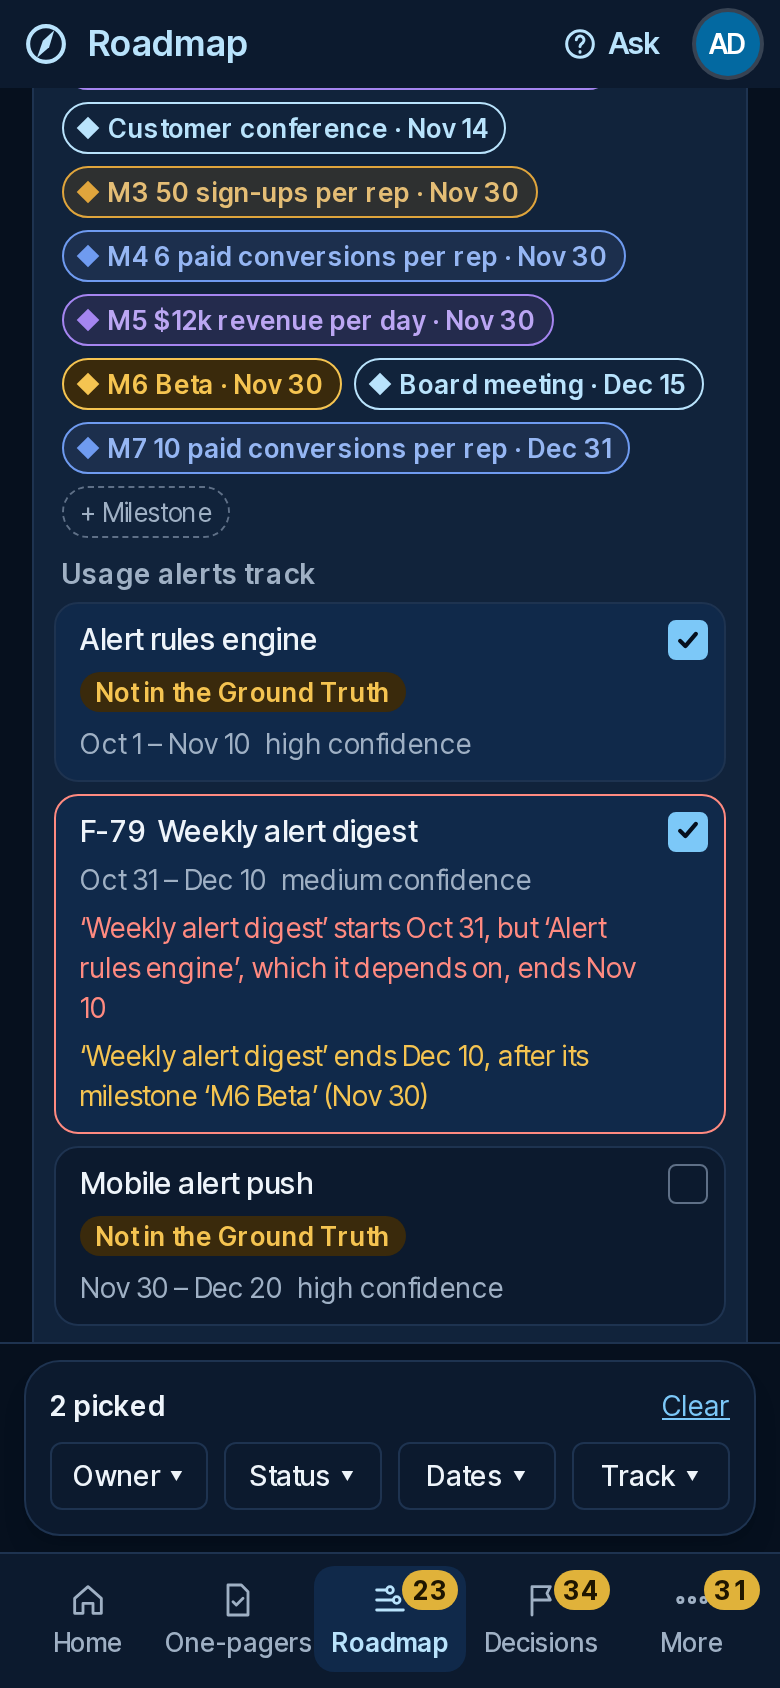 Roadmap
Ask
AD
Customer conference · Nov 14
M3 50 sign-ups per rep · Nov 30
M4 6 paid conversions per rep · Nov 30
M5 $12k revenue per day · Nov 30
M6 Beta · Nov 30
Board meeting · Dec 15
M7 10 paid conversions per rep · Dec 31
+ Milestone
Usage alerts track
Alert rules engine
Not in the Ground Truth
Oct 1 – Nov 10 high confidence
F-79 Weekly alert digest
Oct 31 – Dec 10 medium confidence
‘Weekly alert digest’ starts Oct 31, but ‘Alert
rules engine’, which it depends on, ends Nov
10
‘Weekly alert digest’ ends Dec 10, after its
milestone ‘M6 Beta’ (Nov 30)
Mobile alert push
Not in the Ground Truth
Nov 30 – Dec 20 high confidence
2 picked
Clear
Owner ▾
Status ▾
Dates ▾
Track ▾
23
34
31
Home
One-pagers
Roadmap
Decisions
More